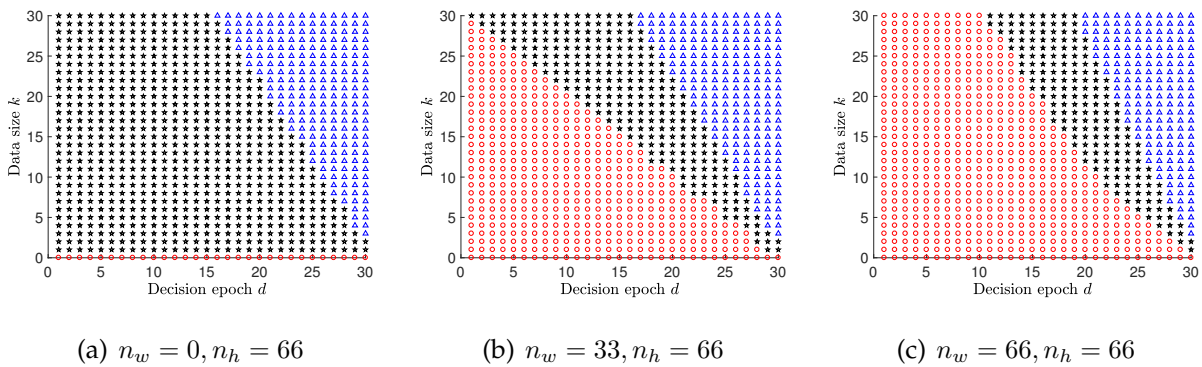 30
25
20
15
10
5
0
Data size k
0 5 10 15 20 25 30
Decision epoch d
(a) n_w = 0, n_h = 66
30
25
20
15
10
5
0
Data size k
0 5 10 15 20 25 30
Decision epoch d
(b) n_w = 33, n_h = 66
30
25
20
15
10
5
0
Data size k
0 5 10 15 20 25 30
Decision epoch d
(c) n_w = 66, n_h = 66